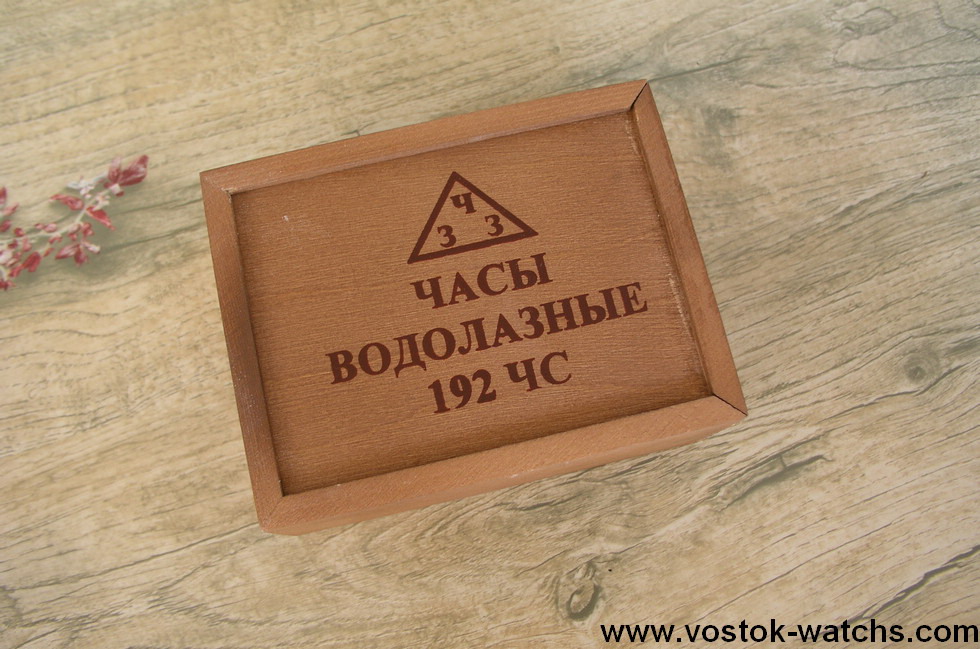 Ч
З З
ЧАСЫ
ВОДОЛАЗНЫЕ
192 ЧС
www.vostok-watchs.com